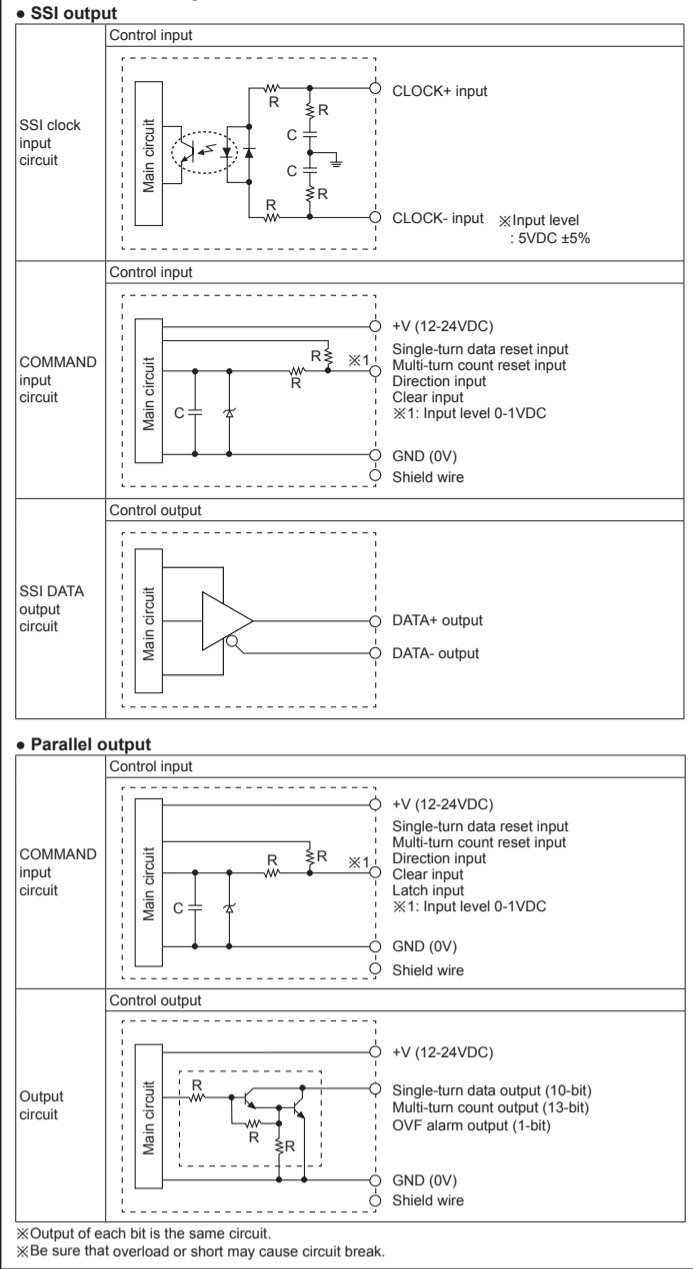 ● SSI output
SSI clock
input
circuit
Control input
Main circuit
R
R
C
C
R
R
CLOCK+ input
CLOCK- input ※Input level
: 5VDC ±5%
COMMAND
input
circuit
Control input
Main circuit
C
R
R
※1
+V (12-24VDC)
Single-turn data reset input
Multi-turn count reset input
Direction input
Clear input
※1: Input level 0-1VDC
GND (0V)
Shield wire
SSI DATA
output
circuit
Control output
Main circuit
DATA+ output
DATA- output
● Parallel output
COMMAND
input
circuit
Control input
Main circuit
C
R
R
※1
+V (12-24VDC)
Single-turn data reset input
Multi-turn count reset input
Direction input
Clear input
Latch input
※1: Input level 0-1VDC
GND (0V)
Shield wire
Output
circuit
Control output
Main circuit
R
R
R
+V (12-24VDC)
Single-turn data output (10-bit)
Multi-turn count output (13-bit)
OVF alarm output (1-bit)
GND (0V)
Shield wire
※Output of each bit is the same circuit.
※Be sure that overload or short may cause circuit break.